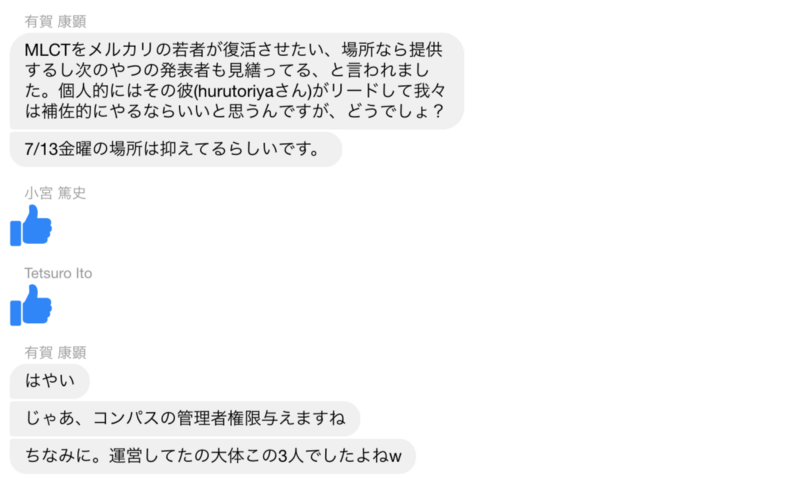 有賀 康顕
MLCTをメルカリの若者が復活させたい、場所なら提供
するし次のやつの発表者も見繕ってる、と言われまし
た。個人的にはその彼(hurutoriyaさん)がリードして我々
は補佐的にやるならいいと思うんですが、どうでしょ？
7/13金曜の場所は抑えてるらしいです。
小宮 篤史
Tetsuro Ito
有賀 康顕
はやい
じゃあ、コンパスの管理者権限与えますね
ちなみに。運営してたの大体この3人でしたよねw